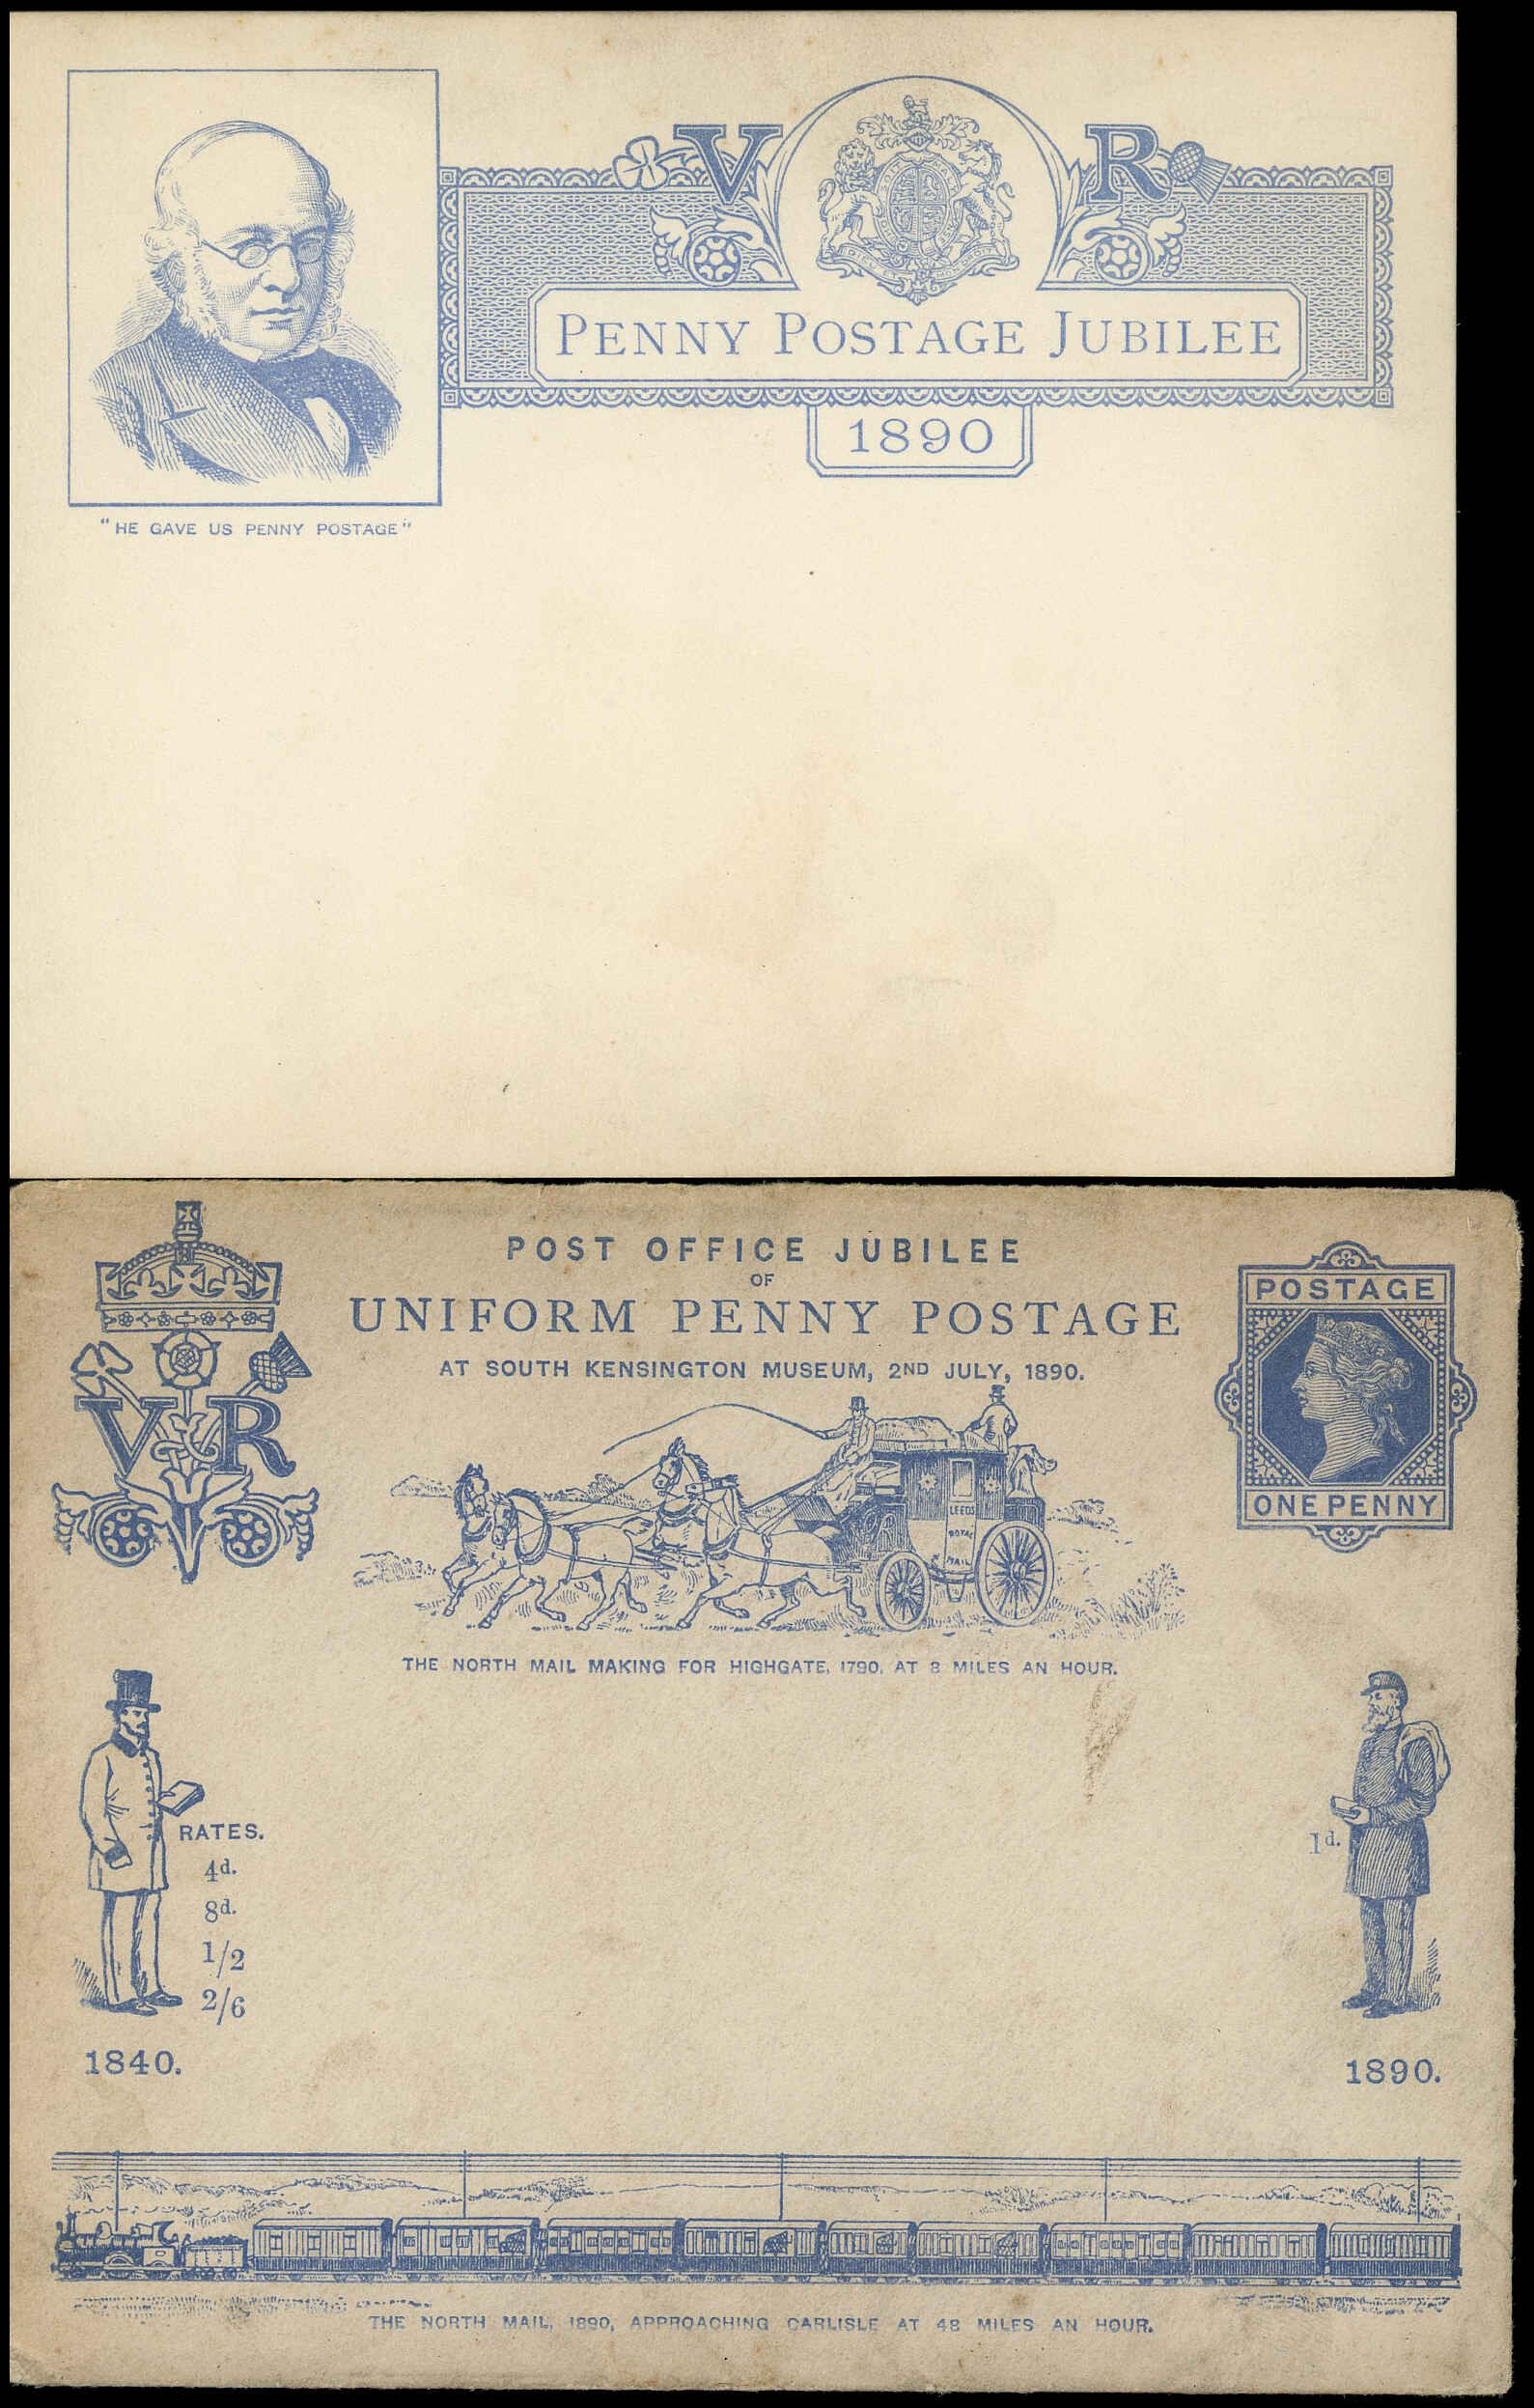 V R
PENNY POSTAGE JUBILEE
1890
"HE GAVE US PENNY POSTAGE"
POST OFFICE JUBILEE
OF
UNIFORM PENNY POSTAGE
AT SOUTH KENSINGTON MUSEUM, 2ND JULY, 1890.
V R
POSTAGE
ONE PENNY
LEEDS
ROYAL
MAIL
THE NORTH MAIL MAKING FOR HIGHGATE, 1790, AT 8 MILES AN HOUR.
RATES.
4d.
8d.
1/2
2/6
1840.
1d.
1890.
THE NORTH MAIL, 1890, APPROACHING CARLISLE AT 48 MILES AN HOUR.